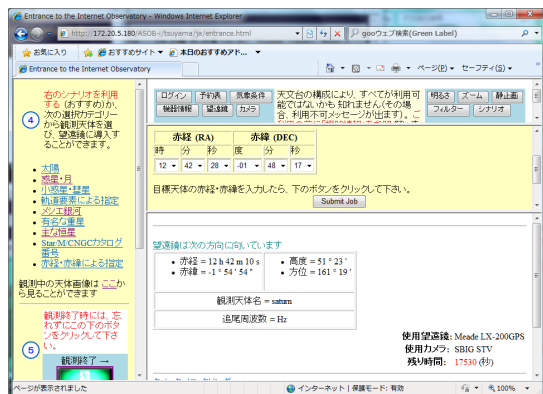 Entrance to the Internet Observatory - Windows Internet Explorer
http://172.20.5.180/ASOB-i/tsuyama/ja/entrance.html
gooウェブ検索(Green Label)
お気に入り
おすすめサイト
本日のおすすめアド...
Entrance to the Internet Observatory
ページ(P)
セーフティ(S)
4
右のシナリオを利用
する (おすすめ)か、
次の選択カテゴリー
から観測天体を選
び、望遠鏡に導入す
ることができます。
太陽
惑星・月
小惑星・彗星
軌道要素による指定
メシエ銀河
有名な重星
主な恒星
Star/M/CNGCカタログ
番号
赤経・赤緯による指定
観測中の天体画像は ここか
ら見ることができます
5
観測終了時には、忘
れずにこの下のボタ
ンをクリックして下さ
い。
観測終了 →
ログイン 予約表 気象条件
機器情報 望遠鏡 カメラ
天文台の構成により、すべてが利用可
能ではないかも 知れません(その場
合、利用不可メッセージが出ます)。こ
明るさ ズーム 静止画
フィルター シナリオ
赤経 (RA) 赤緯 (DEC)
時 分 秒 度 分 秒
12 42 28 -01 48 17
目標天体の赤経・赤緯を入力したら、下のボタンをクリックして下さい。
Submit Job
望遠鏡は次の方向に向いています
赤経 = 12 h 42 m 10 s
赤緯 = -1 ° 54 ' 54 "
高度 = 51 ° 23 '
方位 = 161 ° 19 '
観測天体名 = saturn
追尾周波数 = Hz
使用望遠鏡: Meade LX-200GPS
使用カメラ: SBIG STV
残り時間: 17530 (秒)
ページが表示されました
インターネット | 保護モード: 有効
100%